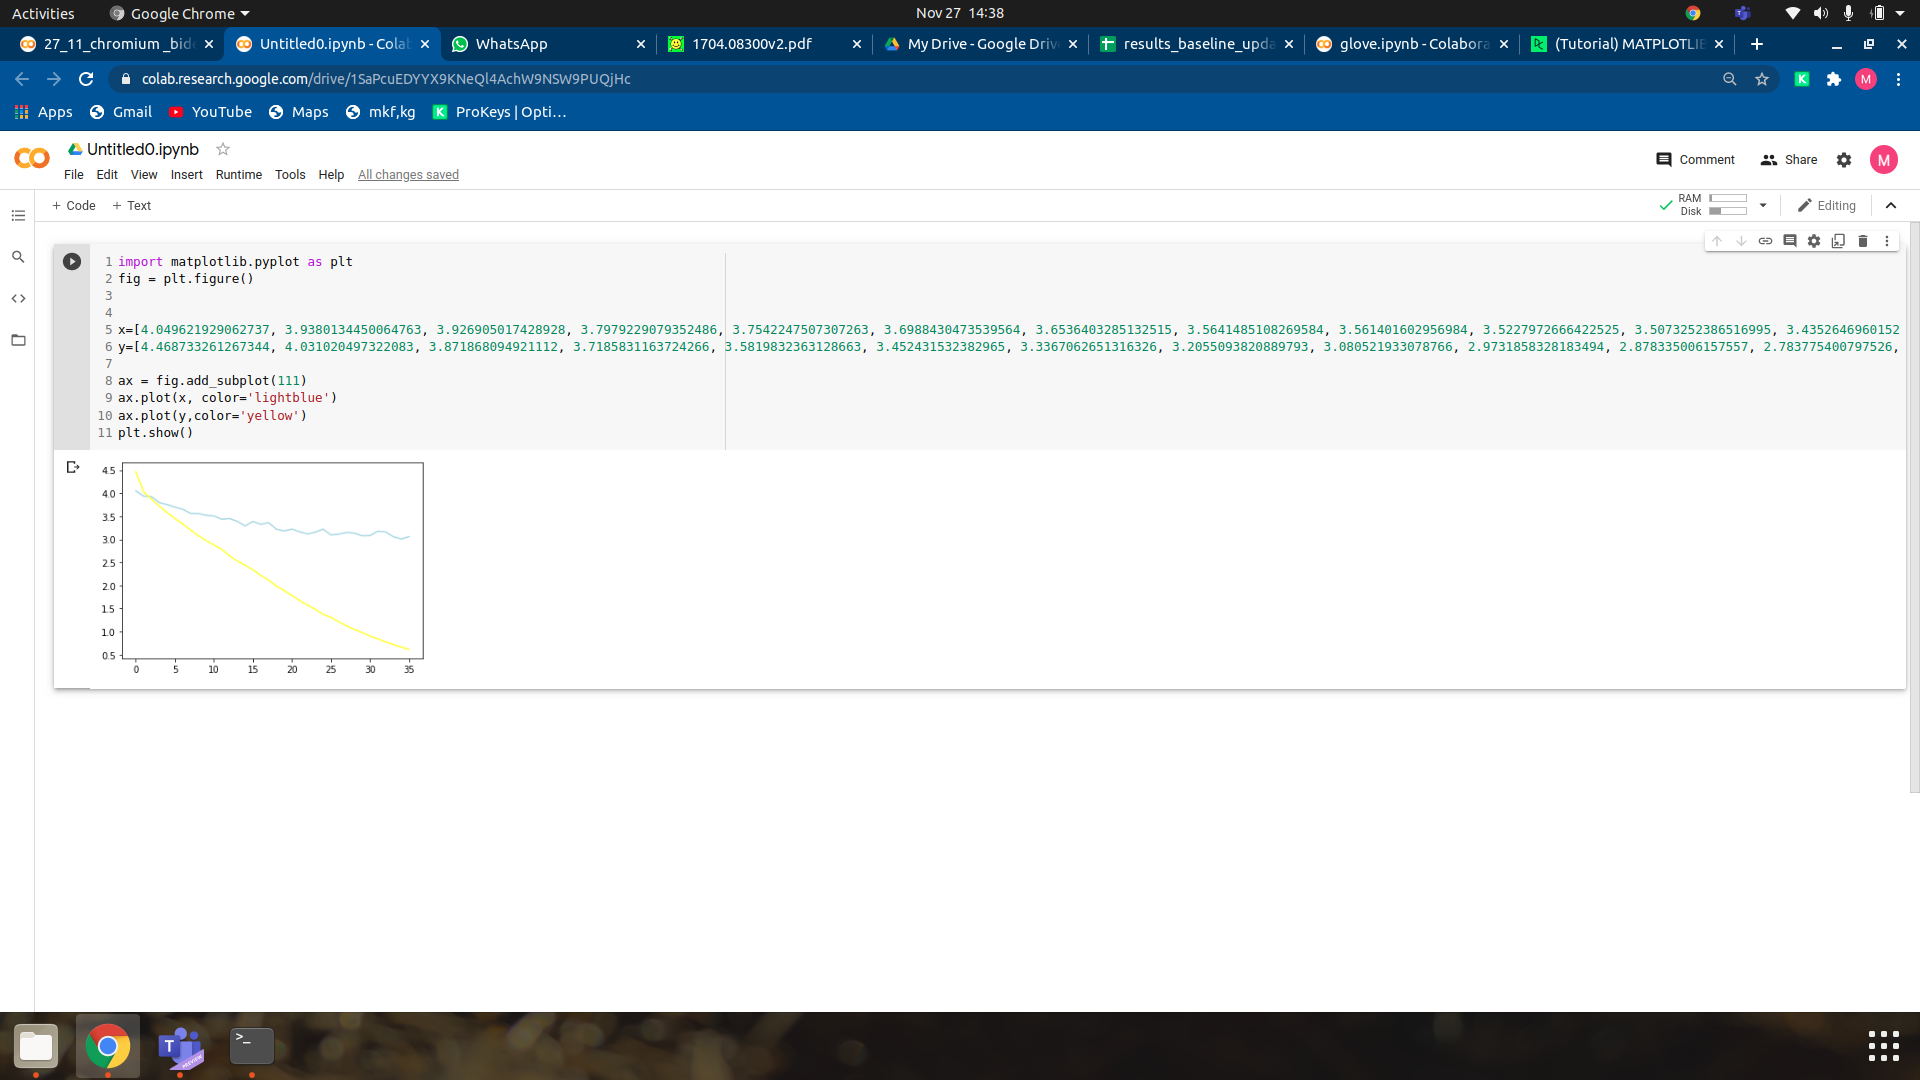 Activities Google Chrome Nov 27 14:38
27_11_chromium _bid Untitled0.ipynb - Colab WhatsApp 1704.08300v2.pdf My Drive - Google Driv results_baseline_upda glove.ipynb - Colabora (Tutorial) MATPLOTLI
colab.research.google.com/drive/1SaPcuEDYYX9KNeQl4AchW9NSW9PUQjHc K M
Apps Gmail YouTube Maps mkf,kg ProKeys | Opti…
Untitled0.ipynb Comment Share M
File Edit View Insert Runtime Tools Help All changes saved
+ Code + Text RAM Disk Editing
1 import matplotlib.pyplot as plt
2 fig = plt.figure()
3
4
5 x=[4.049621929062737, 3.9380134450064763, 3.926905017428928, 3.7979229079352486, 3.7542247507307263, 3.6988430473539564, 3.6536403285132515, 3.5641485108269584, 3.561401602956984, 3.5227972666422525, 3.5073252386516995, 3.4352646960152
6 y=[4.468733261267344, 4.031020497322083, 3.871868094921112, 3.7185831163724266, 3.5819832363128663, 3.452431532382965, 3.3367062651316326, 3.2055093820889793, 3.080521933078766, 2.9731858328183494, 2.878335006157557, 2.783775400797526,
7
8 ax = fig.add_subplot(111)
9 ax.plot(x, color='lightblue')
10 ax.plot(y,color='yellow')
11 plt.show()
4.5
4.0
3.5
3.0
2.5
2.0
1.5
1.0
0.5
0 5 10 15 20 25 30 35
T PREVIEW >_